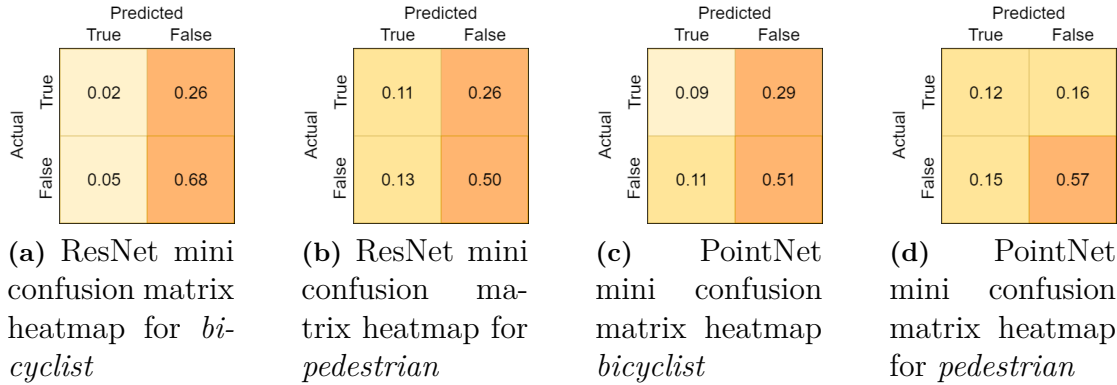 Predicted
True False
Actual
True
0.02 0.26
False
0.05 0.68
(a) ResNet mini
confusion matrix
heatmap for bi-
cyclist
Predicted
True False
Actual
True
0.11 0.26
False
0.13 0.50
(b) ResNet mini
confusion ma-
trix heatmap for
pedestrian
Predicted
True False
Actual
True
0.09 0.29
False
0.11 0.51
(c) PointNet
mini confusion
matrix heatmap
bicyclist
Predicted
True False
Actual
True
0.12 0.16
False
0.15 0.57
(d) PointNet
mini confusion
matrix heatmap
for pedestrian